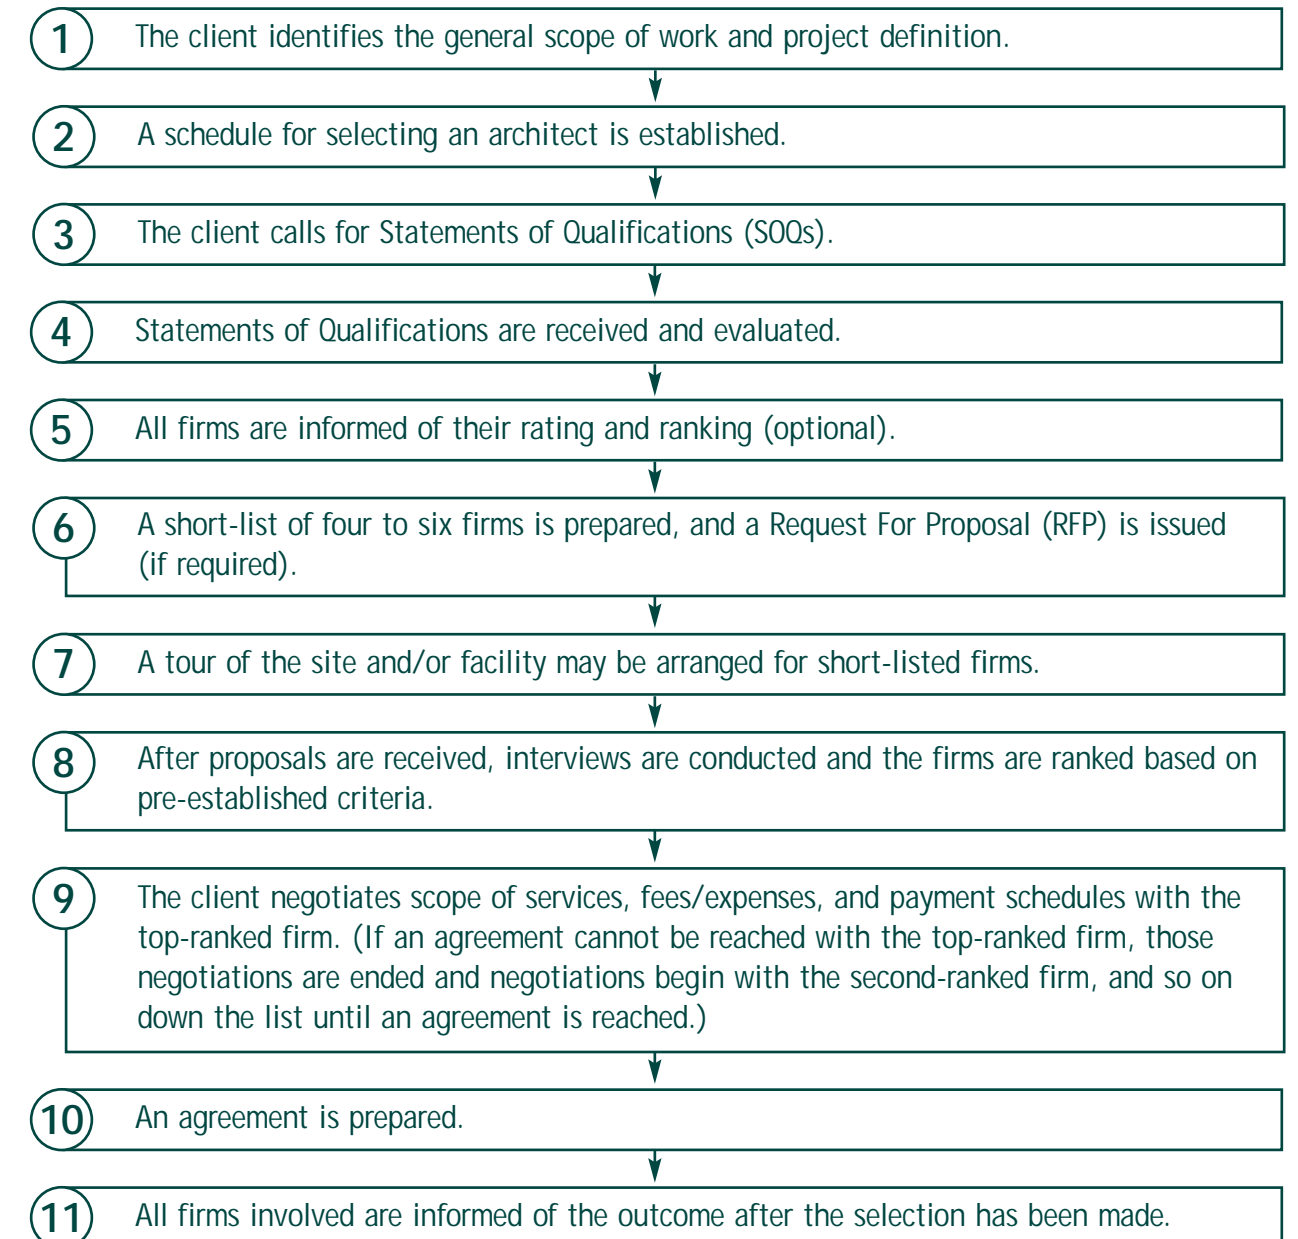 1 The client identifies the general scope of work and project definition.
2 A schedule for selecting an architect is established.
3 The client calls for Statements of Qualifications (SOQs).
4 Statements of Qualifications are received and evaluated.
5 All firms are informed of their rating and ranking (optional).
6 A short-list of four to six firms is prepared, and a Request For Proposal (RFP) is issued
(if required).
7 A tour of the site and/or facility may be arranged for short-listed firms.
8 After proposals are received, interviews are conducted and the firms are ranked based on
pre-established criteria.
9 The client negotiates scope of services, fees/expenses, and payment schedules with the
top-ranked firm. (If an agreement cannot be reached with the top-ranked firm, those
negotiations are ended and negotiations begin with the second-ranked firm, and so on
down the list until an agreement is reached.)
10 An agreement is prepared.
11 All firms involved are informed of the outcome after the selection has been made.